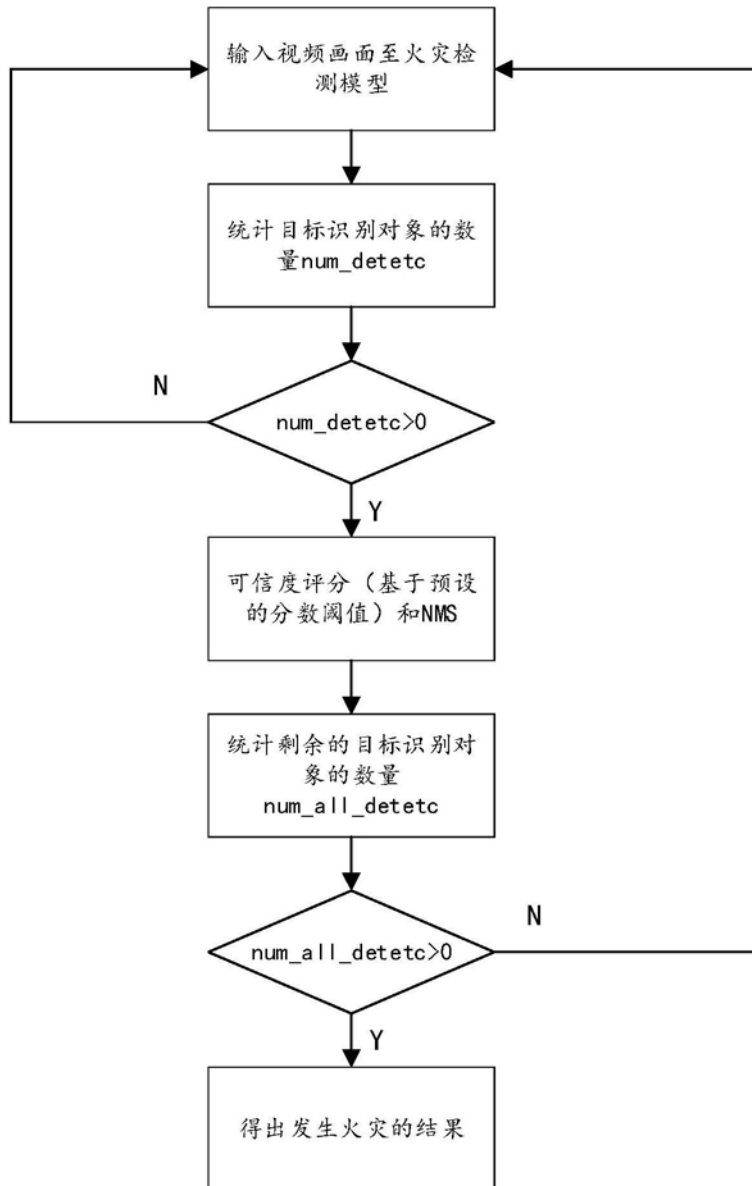 输入视频画面至火灾检
测模型
统计目标识别对象的数
量num_detetc
N
num_detetc>0
Y
可信度评分（基于预设
的分数阈值）和NMS
统计剩余的目标识别对
象的数量
num_all_detetc
N
num_all_detetc>0
Y
得出发生火灾的结果